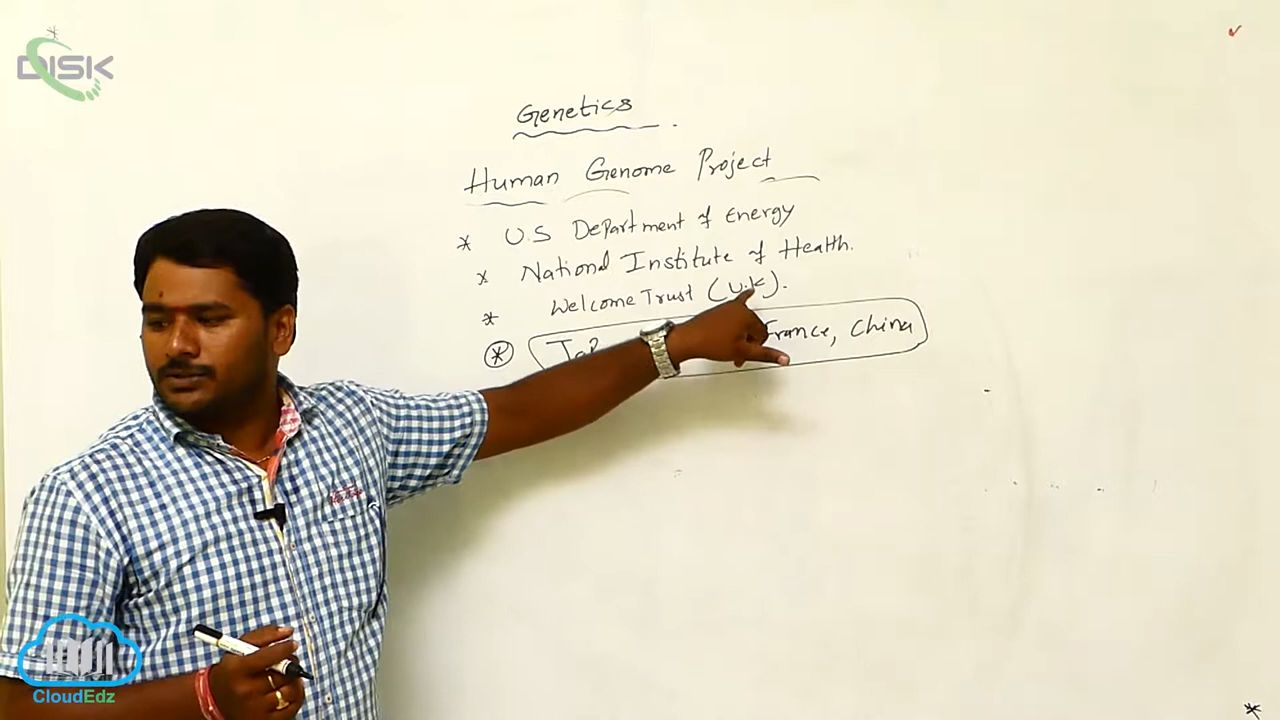 DISK
Genetics
Human Genome Project
* U.S Department of Energy
* National Institute of Health.
* Welcome Trust (U.K).
* France, China
CloudEdz